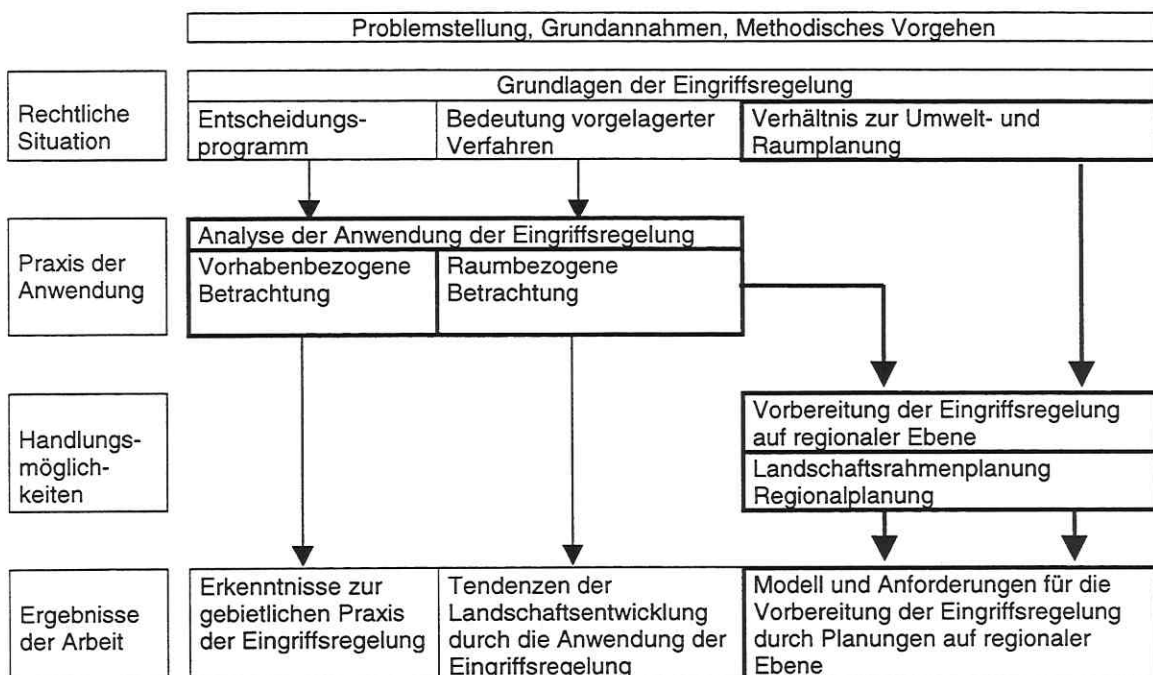 Problemstellung, Grundannahmen, Methodisches Vorgehen
Rechtliche
Situation
Grundlagen der Eingriffsregelung
Entscheidungs-
programm
Bedeutung vorgelagerter
Verfahren
Verhältnis zur Umwelt- und
Raumplanung
Praxis der
Anwendung
Analyse der Anwendung der Eingriffsregelung
Vorhabenbezogene
Betrachtung
Raumbezogene
Betrachtung
Handlungs-
möglich-
keiten
Vorbereitung der Eingriffsregelung
auf regionaler Ebene
Landschaftsrahmenplanung
Regionalplanung
Ergebnisse
der Arbeit
Erkenntnisse zur
gebietlichen Praxis
der Eingriffsregelung
Tendenzen der
Landschaftsentwicklung
durch die Anwendung der
Eingriffsregelung
Modell und Anforderungen für die
Vorbereitung der Eingriffsregelung
durch Planungen auf regionaler
Ebene